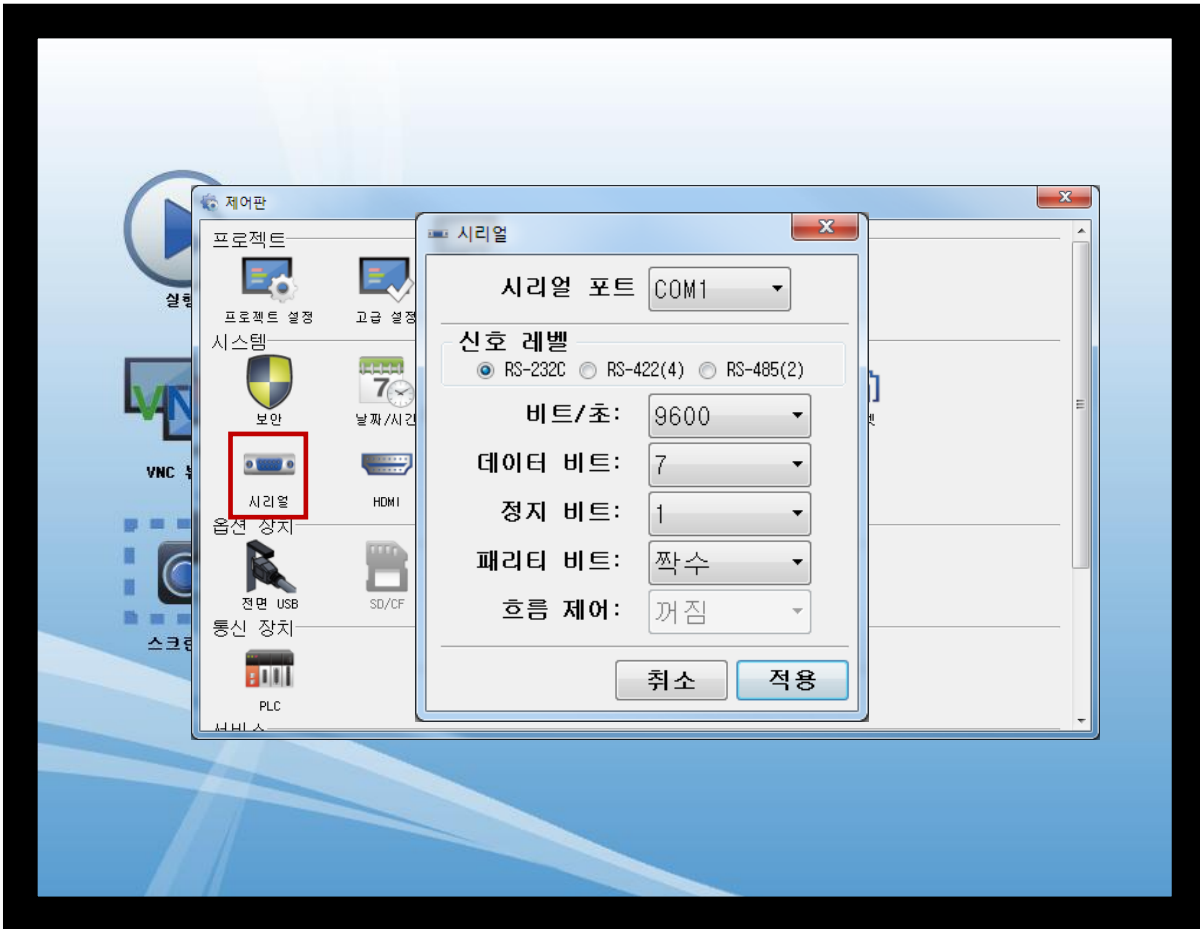 제어판
시리얼
프로젝트
시리얼 포트 COM1
프로젝트 설정
고급 설정
신호 레벨
RS-232C RS-422(4) RS-485(2)
시스템
7
보안
날짜/시간
비트/초: 9600
데이터 비트: 7
정지 비트: 1
패리티 비트: 짝수
흐름 제어: 꺼짐
취소 적용
VNC
시리얼
HDMI
옵션 장치
전면 USB
SD/CF
통신 장치
PLC
서비스